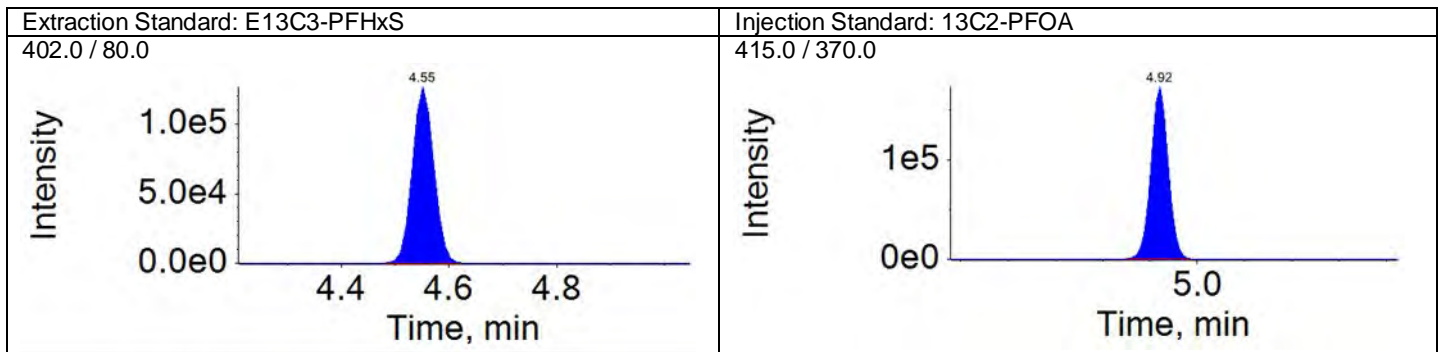 Extraction Standard: E13C3-PFHxS
402.0 / 80.0
4.55
Intensity
1.0e5
5.0e4
0.0e0
4.4 4.6 4.8
Time, min
Injection Standard: 13C2-PFOA
415.0 / 370.0
4.92
Intensity
1e5
0e0
5.0
Time, min